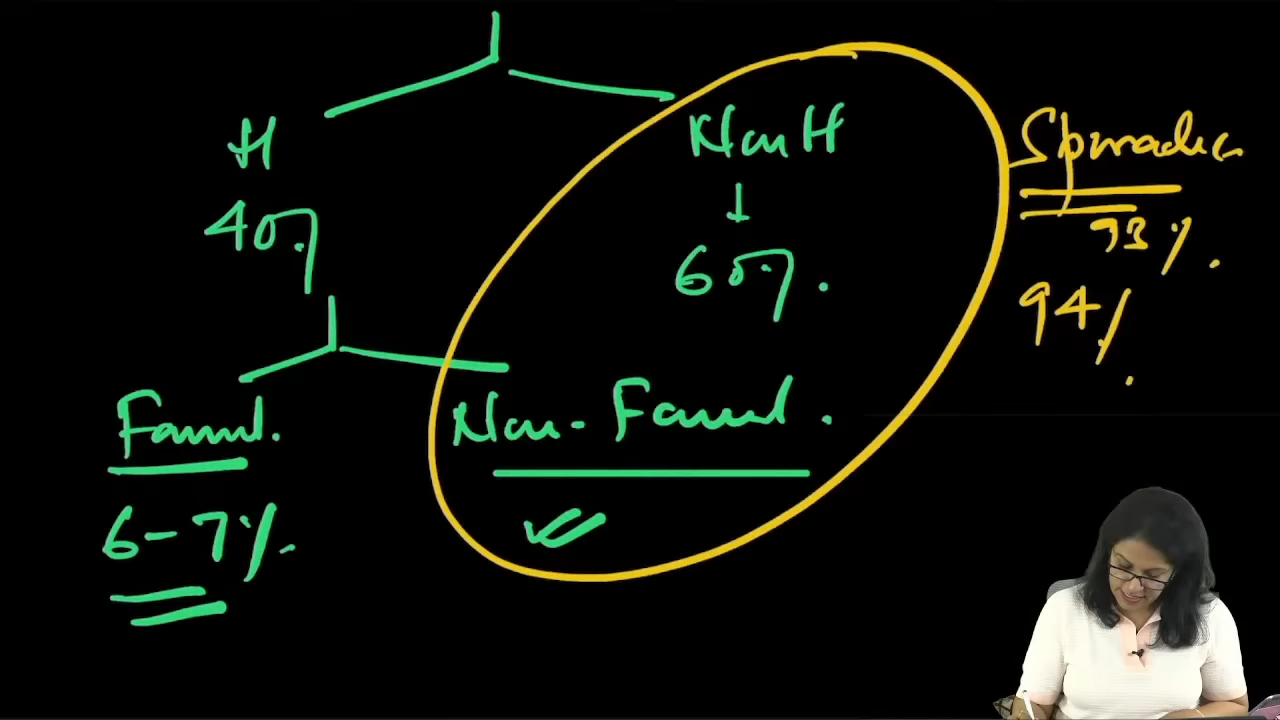 H
40%
Non H
60%.
Sporadic
93%.
94%.
Famil.
6-7%.
Non-Famil.